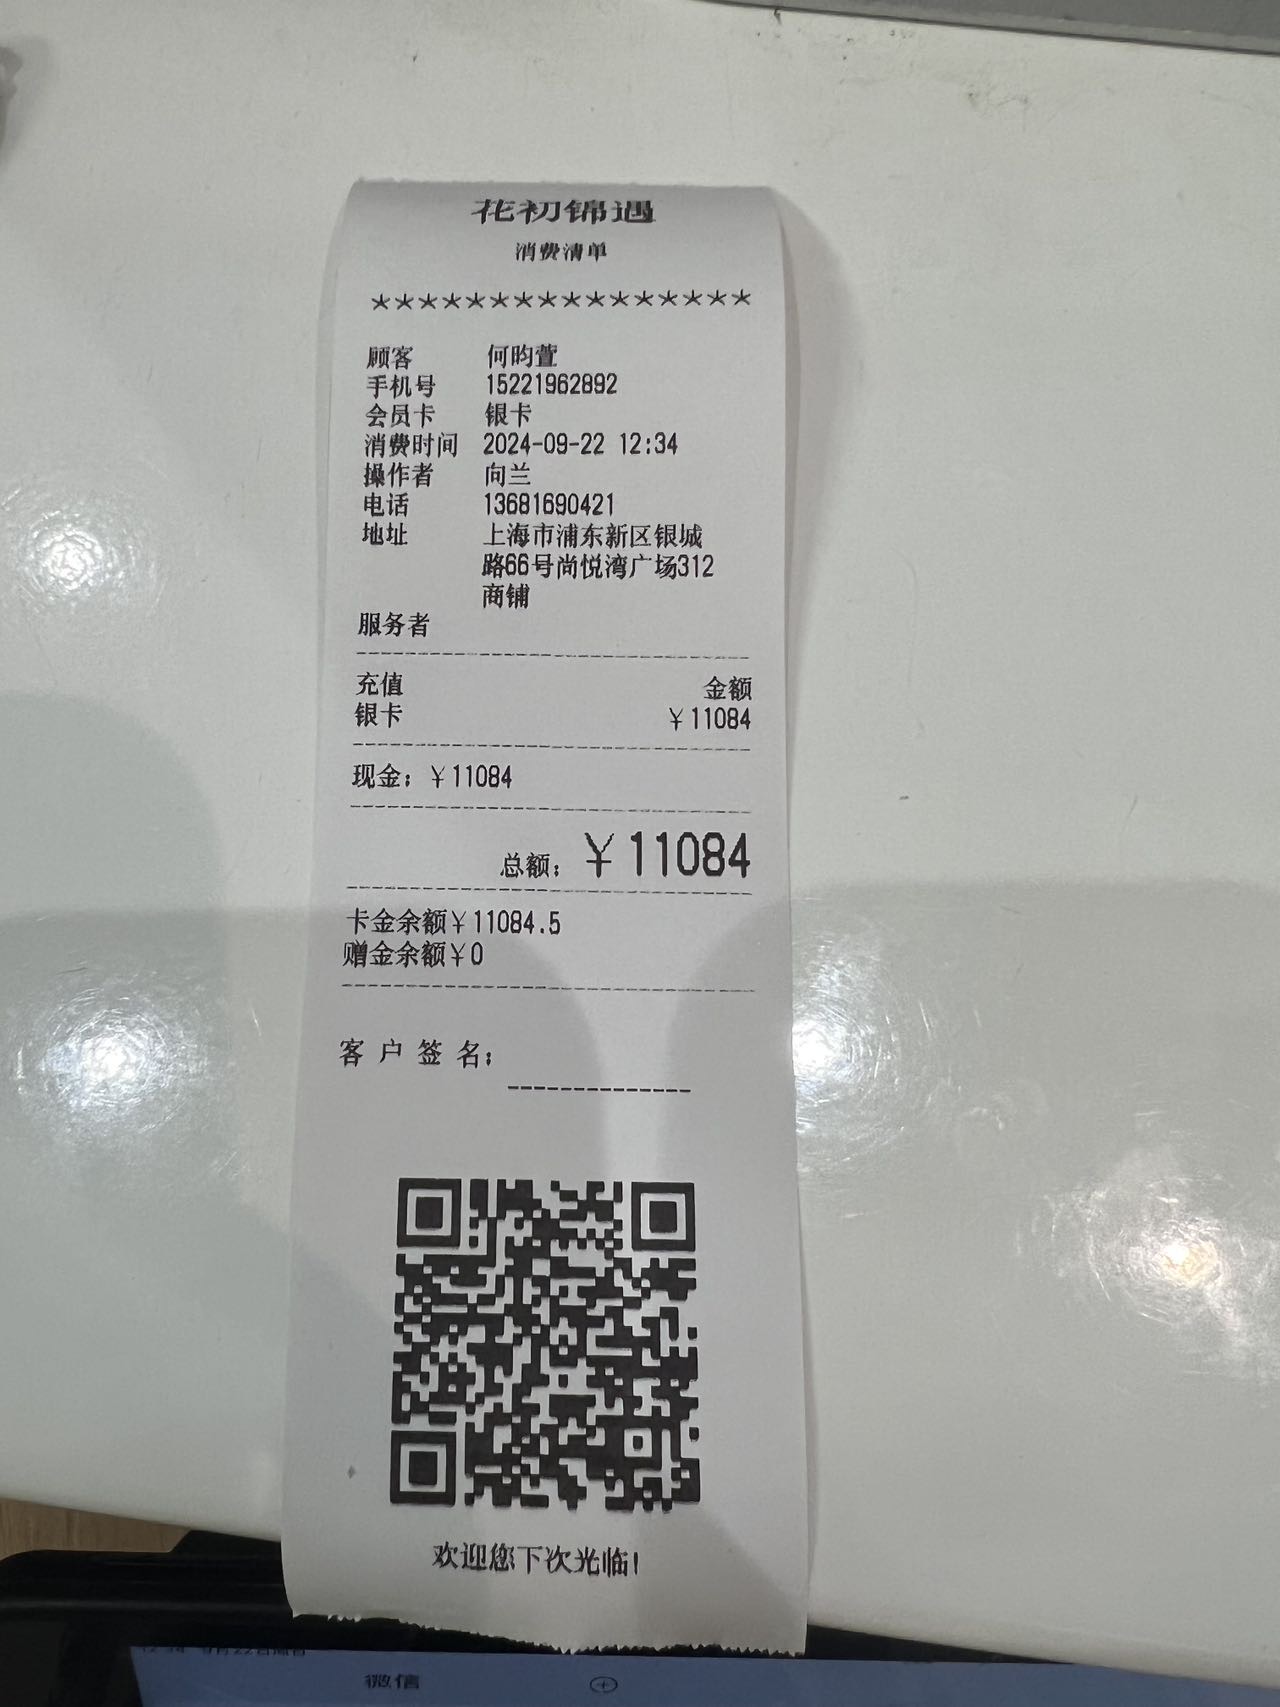 花初锦遇
消费清单
****************
顾客 何昀萱
手机号 15221962892
会员卡 银卡
消费时间 2024-09-22 12:34
操作者 向兰
电话 13681690421
地址 上海市浦东新区银城
路66号尚悦湾广场312
商铺
服务者
充值 金额
银卡 ￥11084
现金：￥11084
总额：￥11084
卡金余额￥11084.5
赠金余额￥0
客户签名：
欢迎您下次光临！
微信